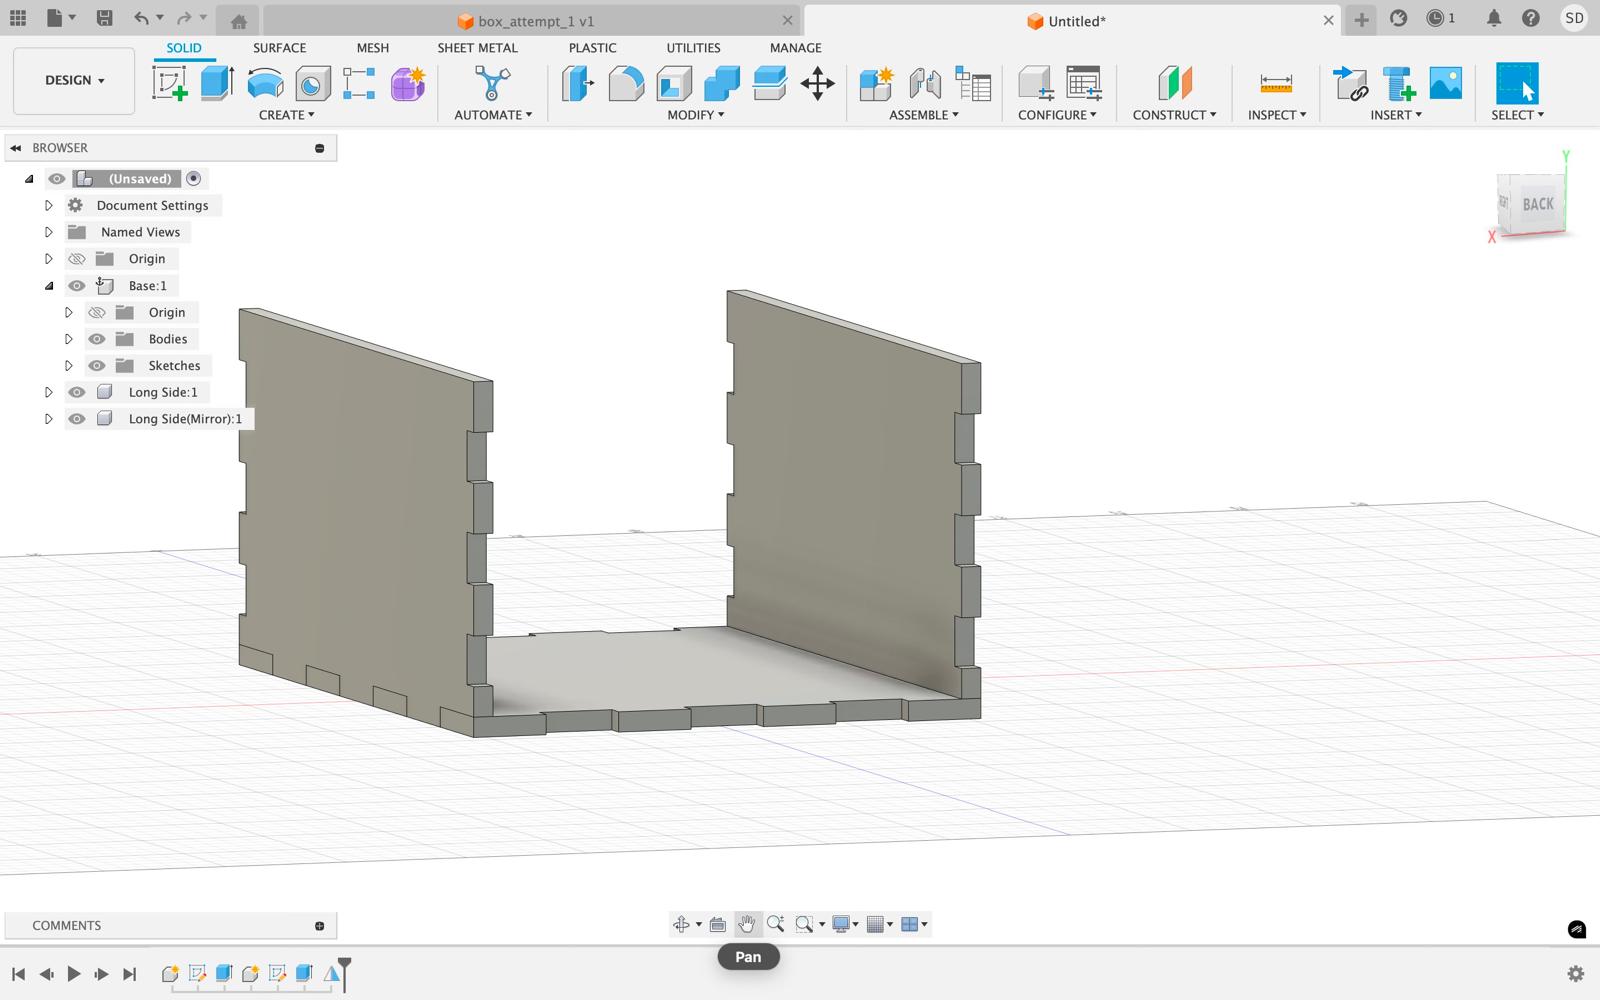 box_attempt_1 v1
Untitled*
1
SD
DESIGN
SOLID
SURFACE
MESH
SHEET METAL
PLASTIC
UTILITIES
MANAGE
CREATE
AUTOMATE
MODIFY
ASSEMBLE
CONFIGURE
CONSTRUCT
INSPECT
INSERT
SELECT
BROWSER
(Unsaved)
Document Settings
Named Views
Origin
Base:1
Origin
Bodies
Sketches
Long Side:1
Long Side(Mirror):1
Y
BACK
X
COMMENTS
Pan